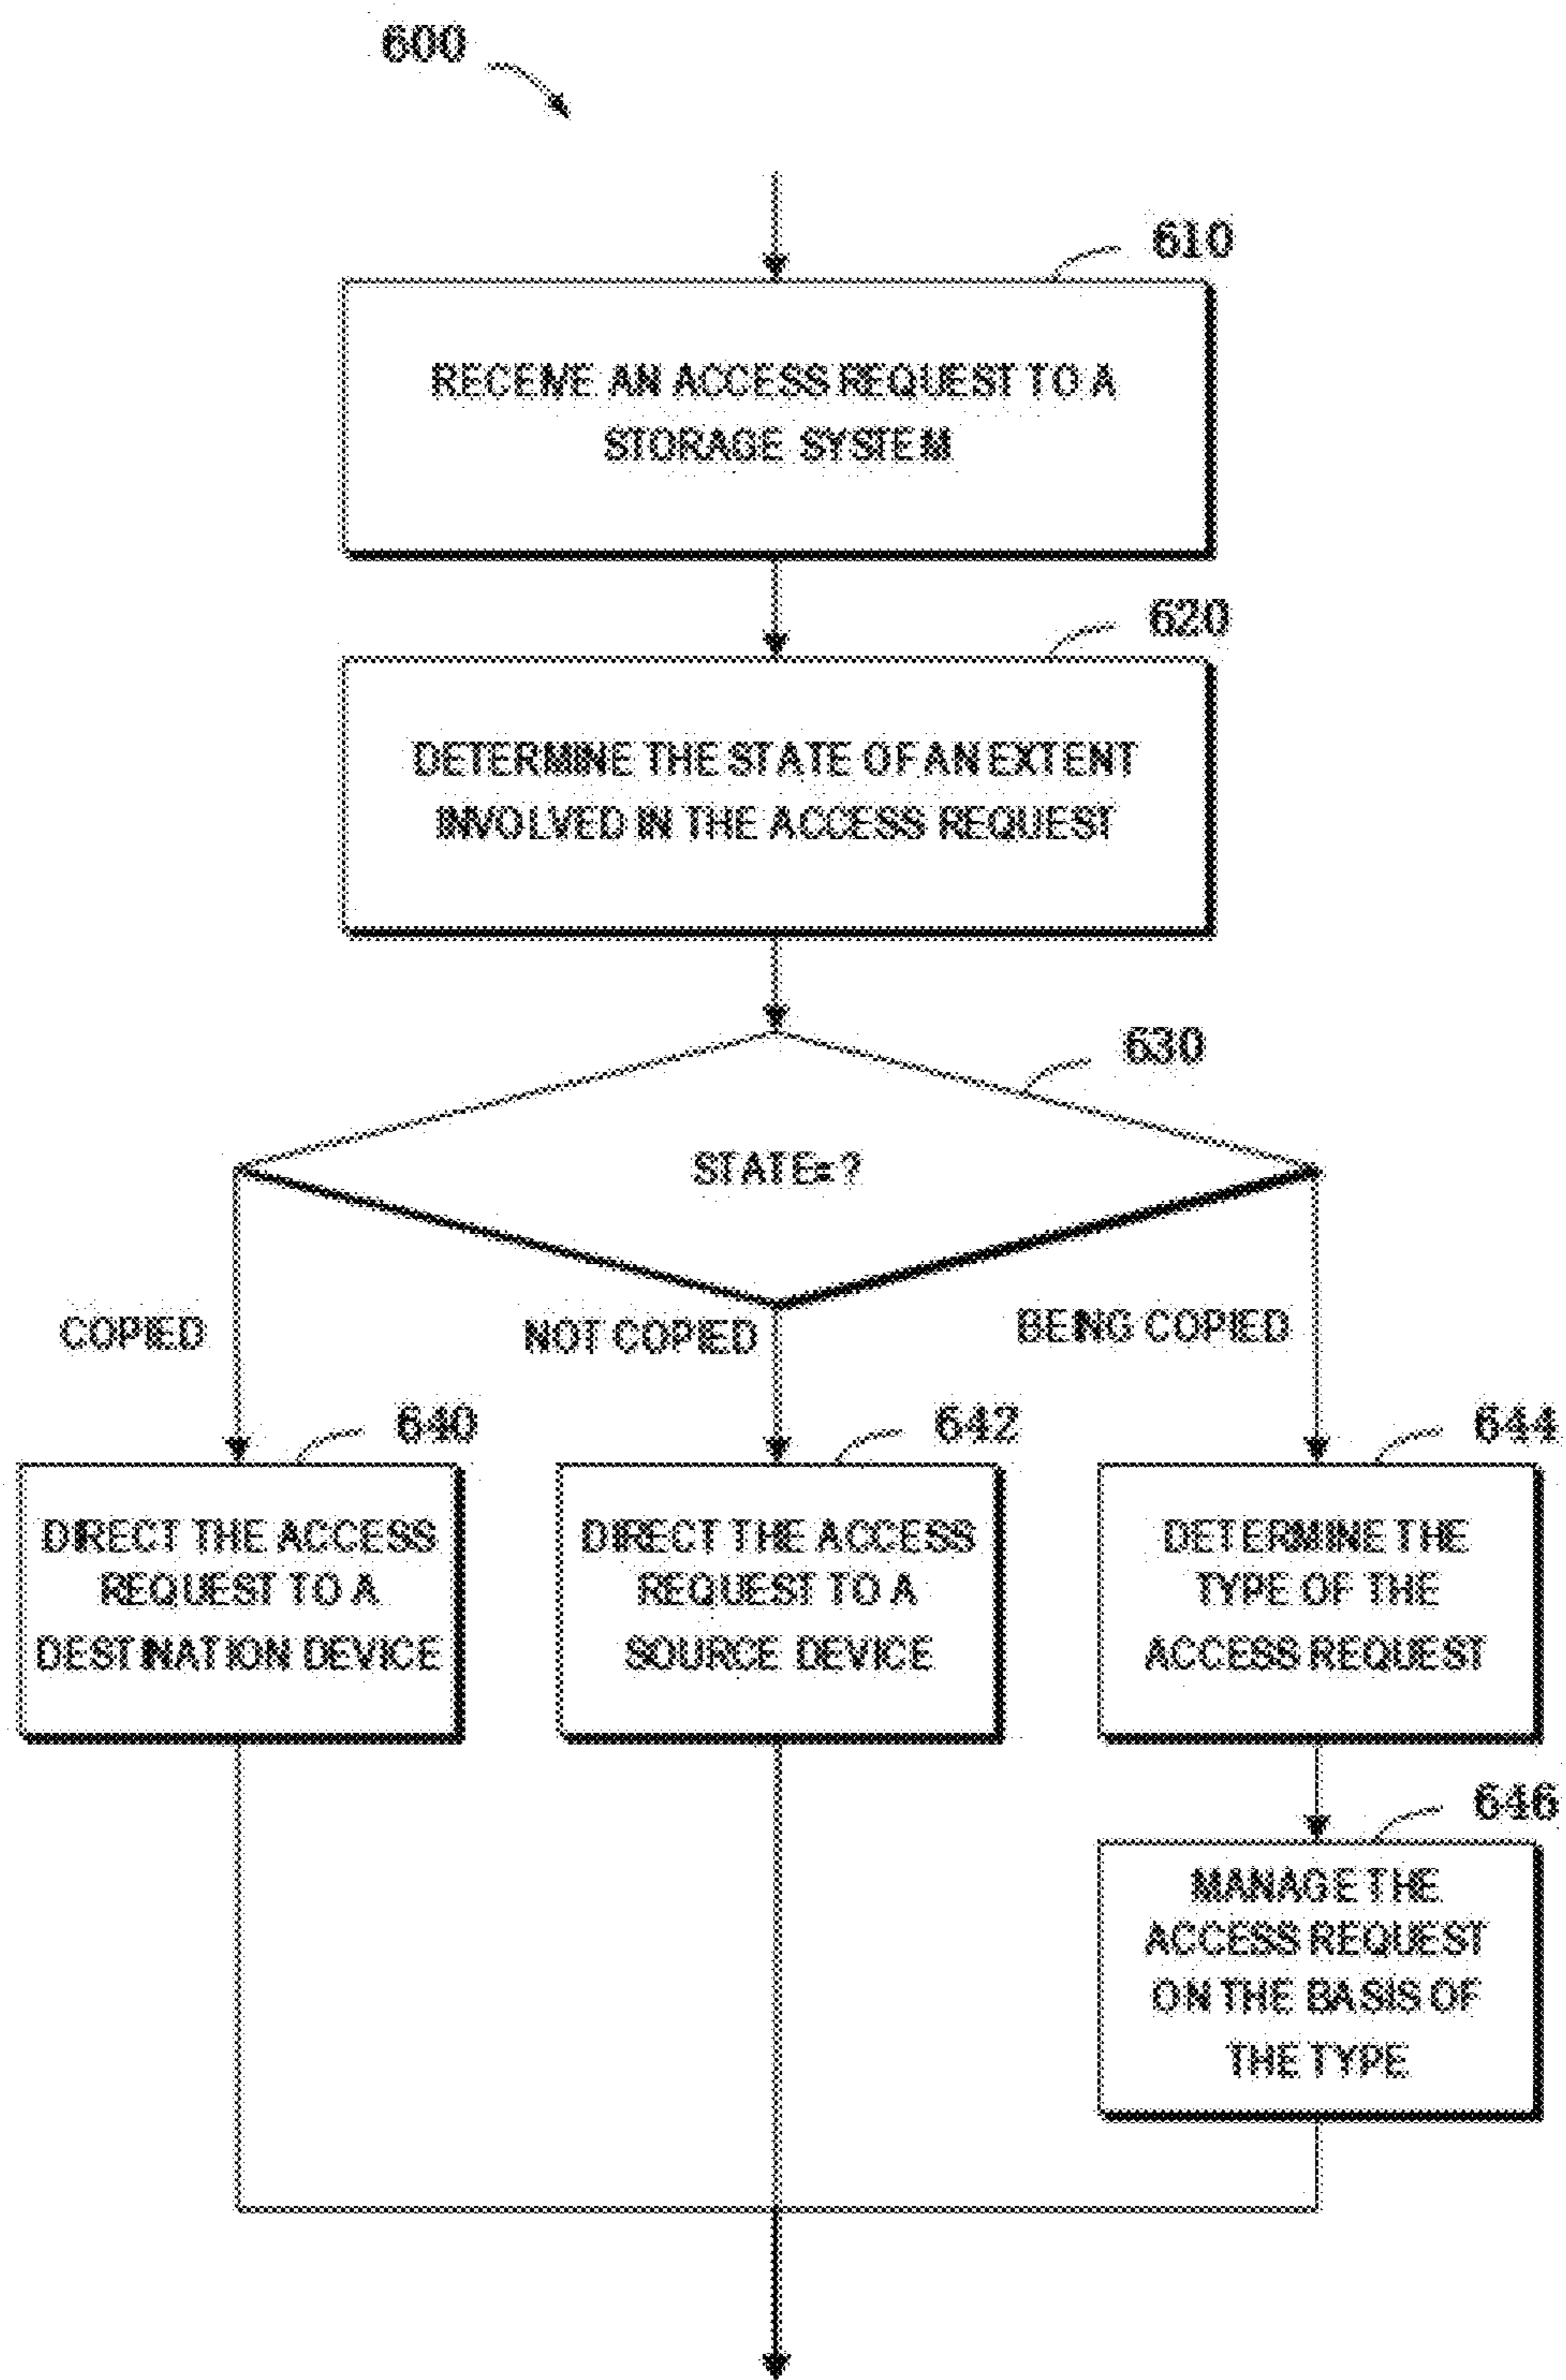 600
610
RECEIVE AN ACCESS REQUEST TO A
STORAGE SYSTEM
620
DETERMINE THE STATE OF AN EXTENT
INVOLVED IN THE ACCESS REQUEST
630
STATE=?
COPIED
NOT COPIED
BEING COPIED
640
DIRECT THE ACCESS
REQUEST TO A
DESTINATION DEVICE
642
DIRECT THE ACCESS
REQUEST TO A
SOURCE DEVICE
644
DETERMINE THE
TYPE OF THE
ACCESS REQUEST
646
MANAGE THE
ACCESS REQUEST
ON THE BASIS OF
THE TYPE